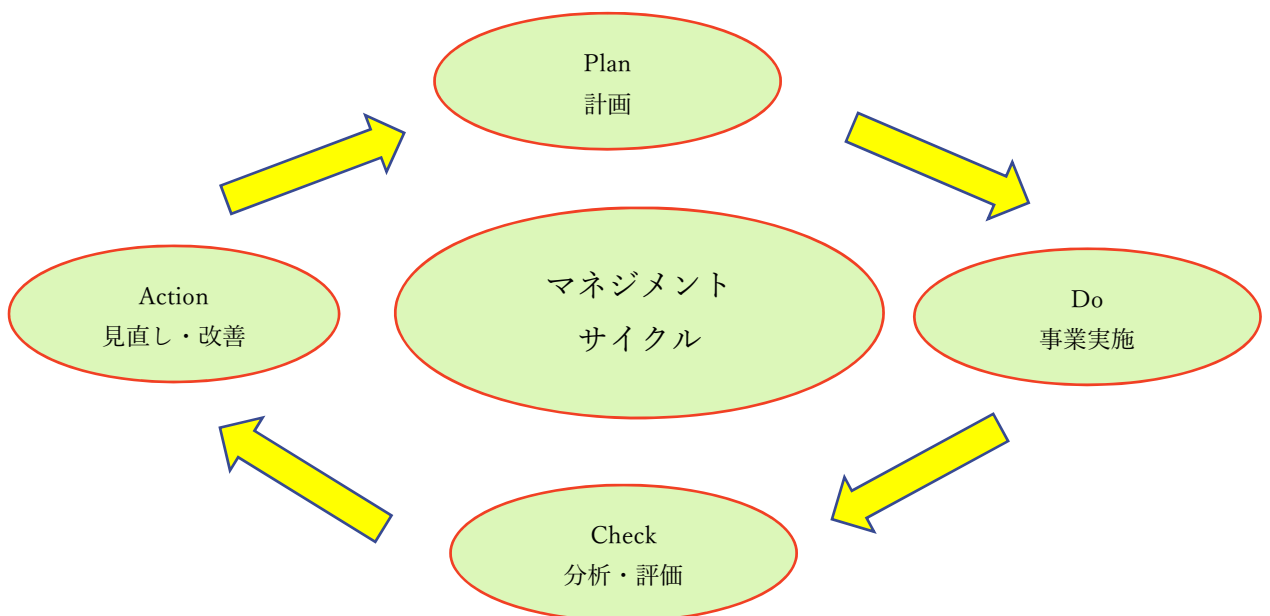 Plan
計画
マネジメント
サイクル
Action
見直し・改善
Do
事業実施
Check
分析・評価